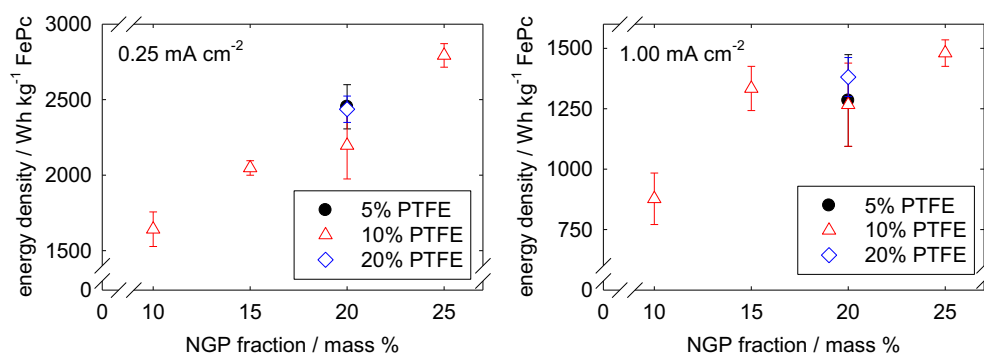 energy density / Wh kg⁻¹ FePc
3000
2500
2000
1500
0
0.25 mA cm⁻²
5% PTFE
10% PTFE
20% PTFE
0 10 15 20 25
NGP fraction / mass %
energy density / Wh kg⁻¹ FePc
1500
1250
1000
750
0
1.00 mA cm⁻²
5% PTFE
10% PTFE
20% PTFE
0 10 15 20 25
NGP fraction / mass %